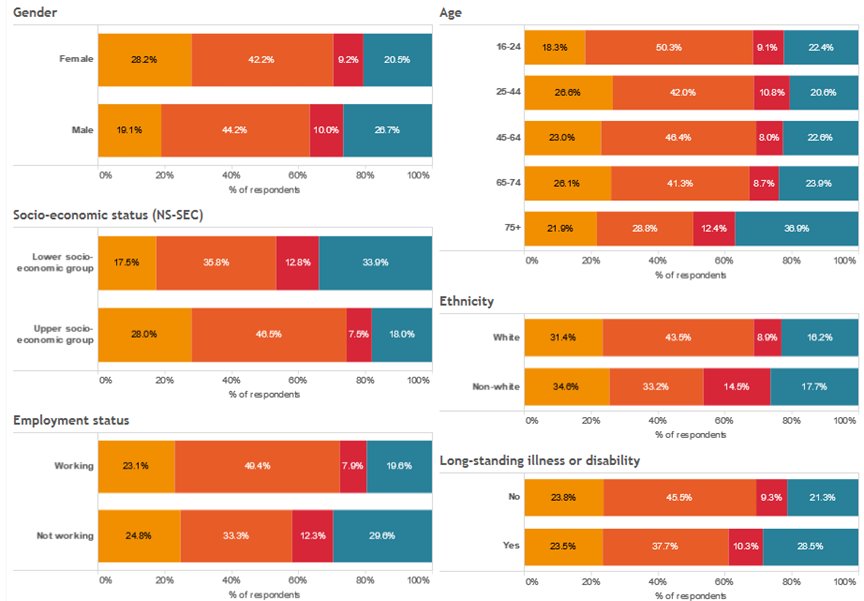 Gender
Female 28.2% 42.2% 9.2% 20.5%
Male 19.1% 44.2% 10.0% 26.7%
0% 20% 40% 60% 80% 100%
% of respondents
Socio-economic status (NS-SEC)
Lower socio-
economic group 17.5% 35.8% 12.8% 33.9%
Upper socio-
economic group 28.0% 46.5% 7.5% 18.0%
0% 20% 40% 60% 80% 100%
% of respondents
Employment status
Working 23.1% 49.4% 7.9% 19.6%
Not working 24.8% 33.3% 12.3% 29.6%
0% 20% 40% 60% 80% 100%
% of respondents
Age
16-24 18.3% 50.3% 9.1% 22.4%
25-44 26.6% 42.0% 10.8% 20.6%
45-64 23.0% 46.4% 8.0% 22.6%
65-74 26.1% 41.3% 8.7% 23.9%
75+ 21.9% 28.8% 12.4% 36.9%
0% 20% 40% 60% 80% 100%
% of respondents
Ethnicity
White 31.4% 43.5% 8.9% 16.2%
Non-white 34.6% 33.2% 14.5% 17.7%
0% 20% 40% 60% 80% 100%
% of respondents
Long-standing illness or disability
No 23.8% 45.5% 9.3% 21.3%
Yes 23.5% 37.7% 10.3% 28.5%
0% 20% 40% 60% 80% 100%
% of respondents